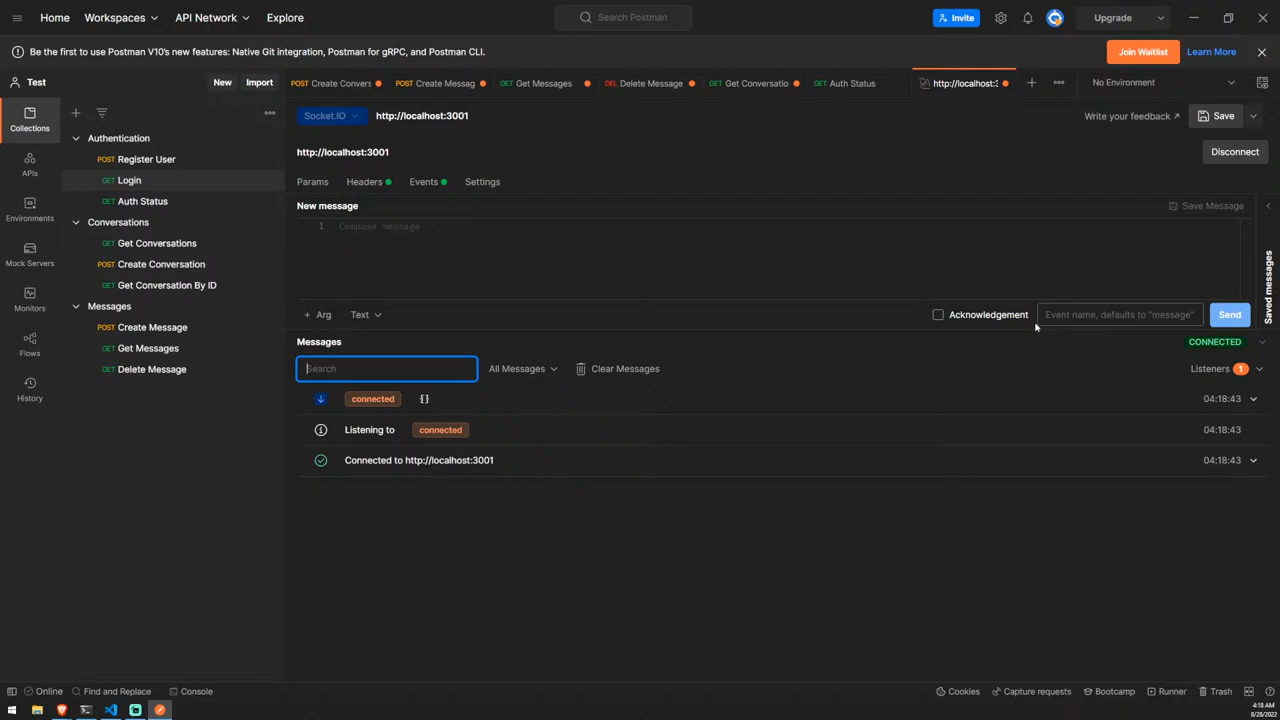 Home Workspaces API Network Explore Search Postman Invite Upgrade
Be the first to use Postman V10's new features: Native Git integration, Postman for gRPC, and Postman CLI. Join Waitlist Learn More
Test New Import POST Create Convers POST Create Messag GET Get Messages DEL Delete Message GET Get Conversatio GET Auth Status http://localhost:3 No Environment
Collections
APIs
Environments
Mock Servers
Monitors
Flows
History
Authentication
POST Register User
GET Login
GET Auth Status
Conversations
GET Get Conversations
POST Create Conversation
GET Get Conversation By ID
Messages
POST Create Message
GET Get Messages
GET Delete Message
Socket.IO http://localhost:3001 Write your feedback Save
http://localhost:3001 Disconnect
Params Headers Events Settings
New message Save Message
1 Compose message
Saved messages
+ Arg Text Acknowledgement Event name, defaults to "message" Send
Messages CONNECTED
Search All Messages Clear Messages Listeners 1
connected {} 04:18:43
Listening to connected 04:18:43
Connected to http://localhost:3001 04:18:43
Online Find and Replace Console Cookies Capture requests Bootcamp Runner Trash
4:18 AM
8/28/2022